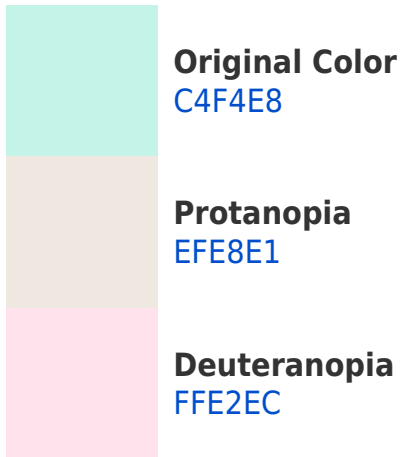 Original Color
C4F4E8
Protanopia
EFE8E1
Deuteranopia
FFE2EC